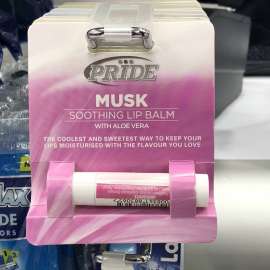 PRIDE
MUSK
SOOTHING LIP BALM
WITH ALOE VERA
THE COOLEST AND SWEETEST WAY TO KEEP YOUR
LIPS MOISTURISED WITH THE FLAVOUR YOU LOVE